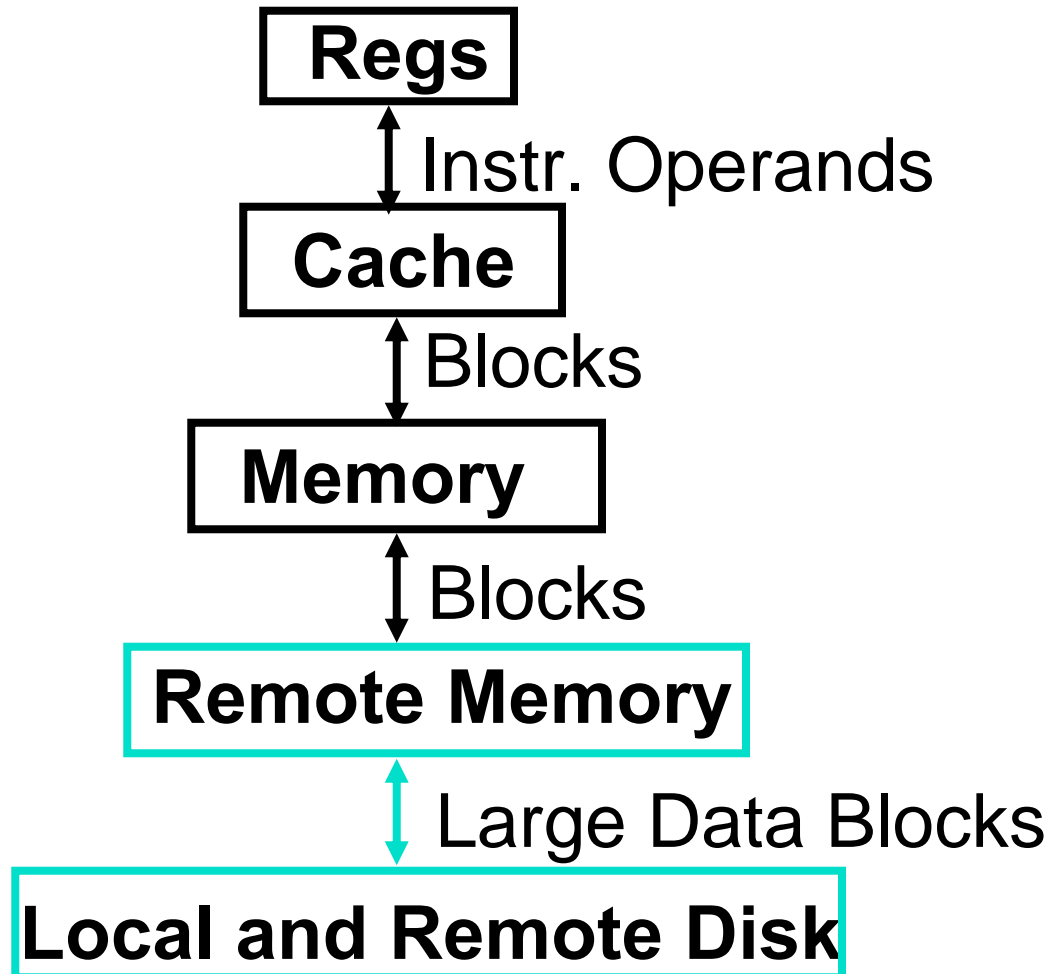 Regs
Instr. Operands
Cache
Blocks
Memory
Blocks
Remote Memory
Large Data Blocks
Local and Remote Disk